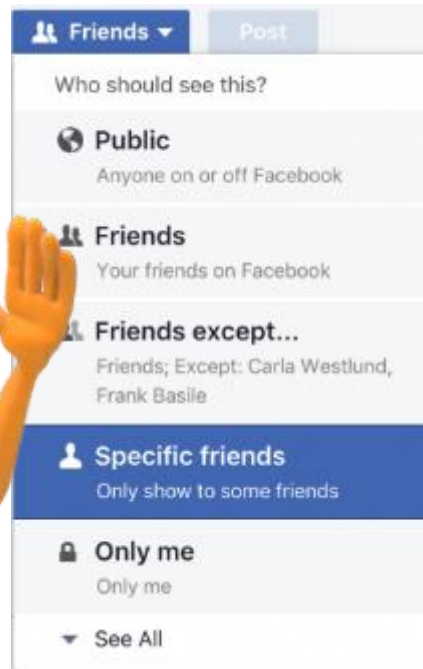 Friends
Post
Who should see this?
Public
Anyone on or off Facebook
Friends
Your friends on Facebook
Friends except...
Friends; Except: Carla Westlund,
Frank Basile
Specific friends
Only show to some friends
Only me
Only me
See All